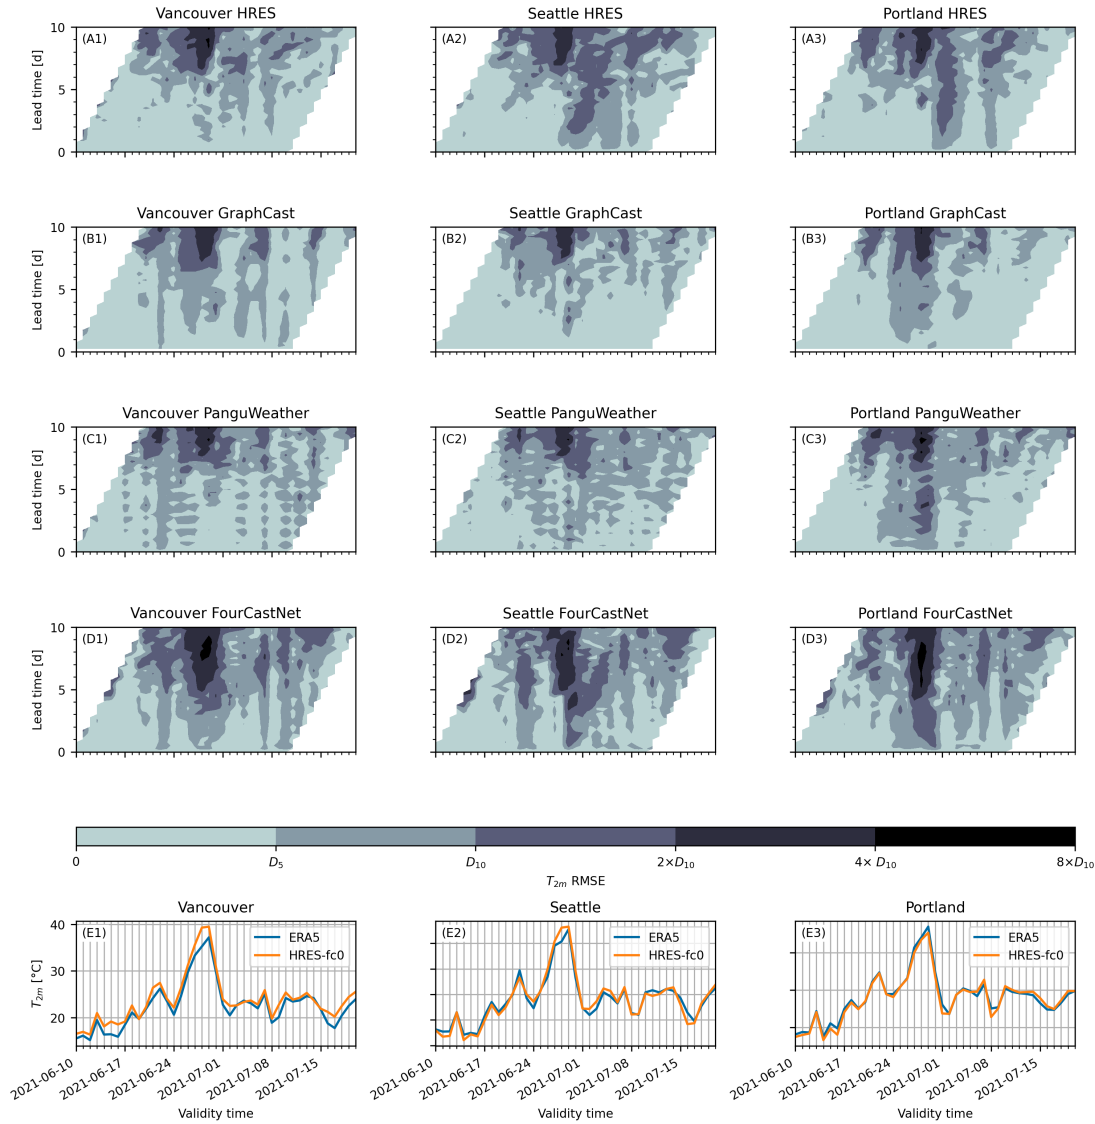 Vancouver HRES
Seattle HRES
Portland HRES
(A1)
(A2)
(A3)
10
5
0
Lead time [d]
Vancouver GraphCast
Seattle GraphCast
Portland GraphCast
(B1)
(B2)
(B3)
10
5
0
Lead time [d]
Vancouver PanguWeather
Seattle PanguWeather
Portland PanguWeather
(C1)
(C2)
(C3)
10
5
0
Lead time [d]
Vancouver FourCastNet
Seattle FourCastNet
Portland FourCastNet
(D1)
(D2)
(D3)
10
5
0
Lead time [d]
0 D5 D10 2×D10 4× D10 8×D10
T2m RMSE
Vancouver
Seattle
Portland
(E1)
(E2)
(E3)
ERA5
HRES-fc0
ERA5
HRES-fc0
ERA5
HRES-fc0
40
30
20
T2m [°C]
2021-06-10
2021-06-17
2021-06-24
2021-07-01
2021-07-08
2021-07-15
2021-06-10
2021-06-17
2021-06-24
2021-07-01
2021-07-08
2021-07-15
2021-06-10
2021-06-17
2021-06-24
2021-07-01
2021-07-08
2021-07-15
Validity time
Validity time
Validity time